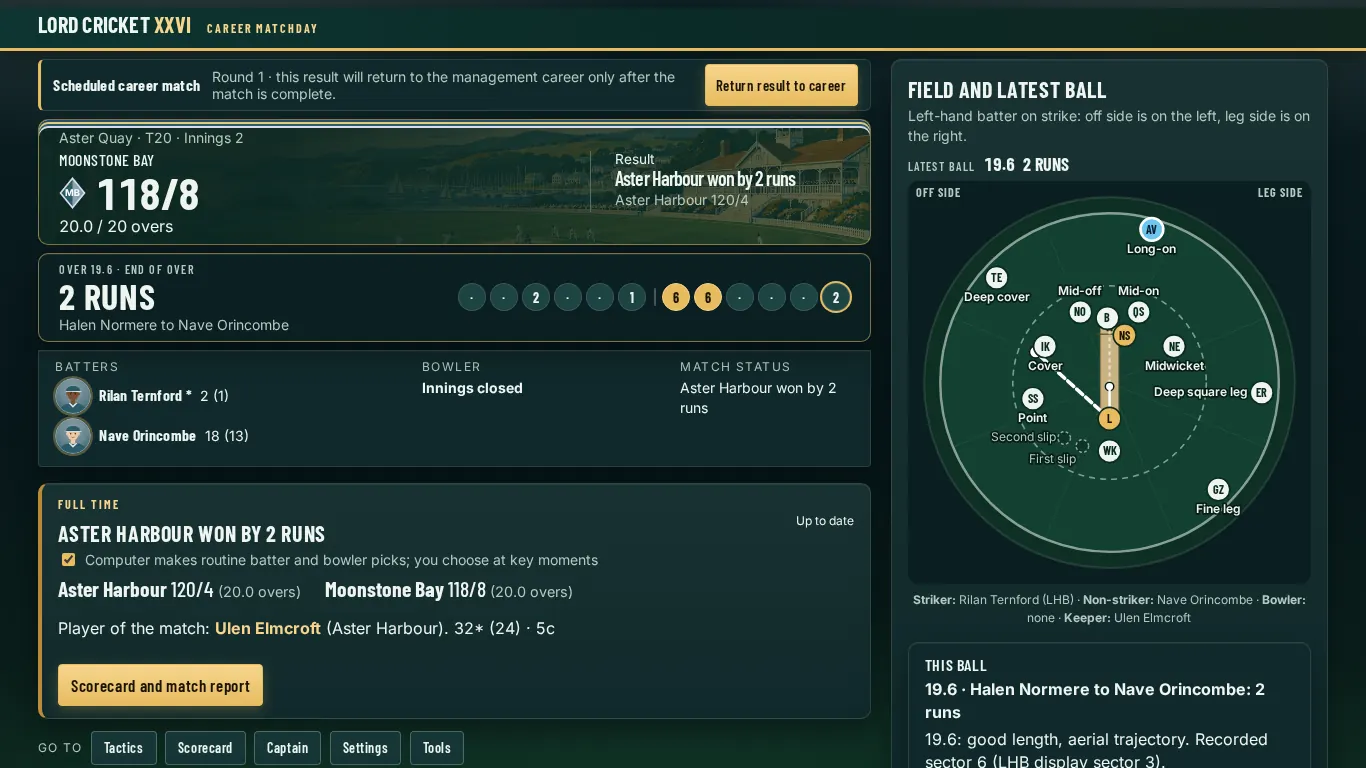 LORD CRICKET XXVI CAREER MATCHDAY
Scheduled career match
Round 1 · this result will return to the management career only after the
match is complete.
Return result to career
Aster Quay · T20 · Innings 2
MOONSTONE BAY
MB 118/8
20.0 / 20 overs
Result
Aster Harbour won by 2 runs
Aster Harbour 120/4
OVER 19.6 · END OF OVER
2 RUNS
Halen Normere to Nave Orincombe
· · 2 · · 1 | 6 6 · · · 2
BATTERS
Rilan Ternford * 2 (1)
Nave Orincombe 18 (13)
BOWLER
Innings closed
MATCH STATUS
Aster Harbour won by 2
runs
FULL TIME
ASTER HARBOUR WON BY 2 RUNS
Up to date
Computer makes routine batter and bowler picks; you choose at key moments
Aster Harbour 120/4 (20.0 overs) Moonstone Bay 118/8 (20.0 overs)
Player of the match: Ulen Elmcroft (Aster Harbour). 32* (24) · 5c
Scorecard and match report
GO TO Tactics Scorecard Captain Settings Tools
FIELD AND LATEST BALL
Left-hand batter on strike: off side is on the left, leg side is on
the right.
LATEST BALL 19.6 2 RUNS
OFF SIDE LEG SIDE
AV
Long-on
TE
Deep cover
Mid-off Mid-on
NO B QS
NS
IK
Cover
NE
Midwicket
Deep square leg ER
SS
Point
L
Second slip
First slip
WK
GZ
Fine leg
Striker: Rilan Ternford (LHB) · Non-striker: Nave Orincombe · Bowler:
none · Keeper: Ulen Elmcroft
THIS BALL
19.6 · Halen Normere to Nave Orincombe: 2
runs
19.6: good length, aerial trajectory. Recorded
sector 6 (LHB display sector 3).